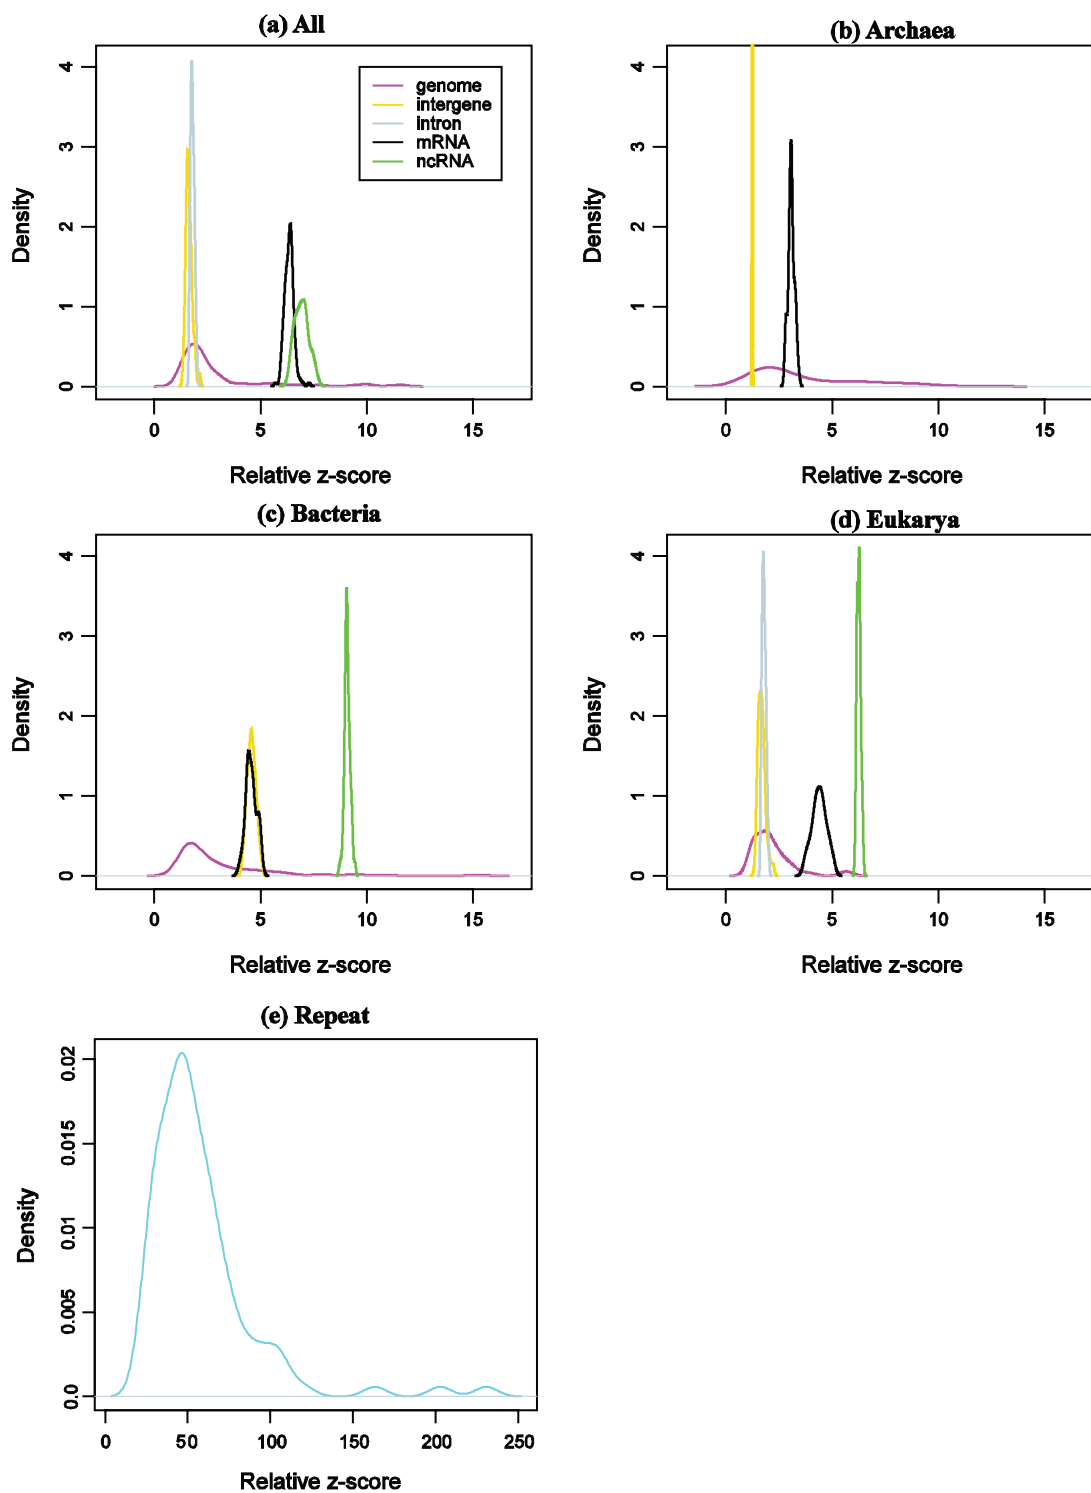 (a) All
Density
4
3
2
1
0
genome
intergene
intron
mRNA
ncRNA
0 5 10 15
Relative z-score
(b) Archaea
Density
4
3
2
1
0
0 5 10 15
Relative z-score
(c) Bacteria
Density
4
3
2
1
0
0 5 10 15
Relative z-score
(d) Eukarya
Density
4
3
2
1
0
0 5 10 15
Relative z-score
(e) Repeat
Density
0.02
0.015
0.01
0.005
0.0
0 50 100 150 200 250
Relative z-score